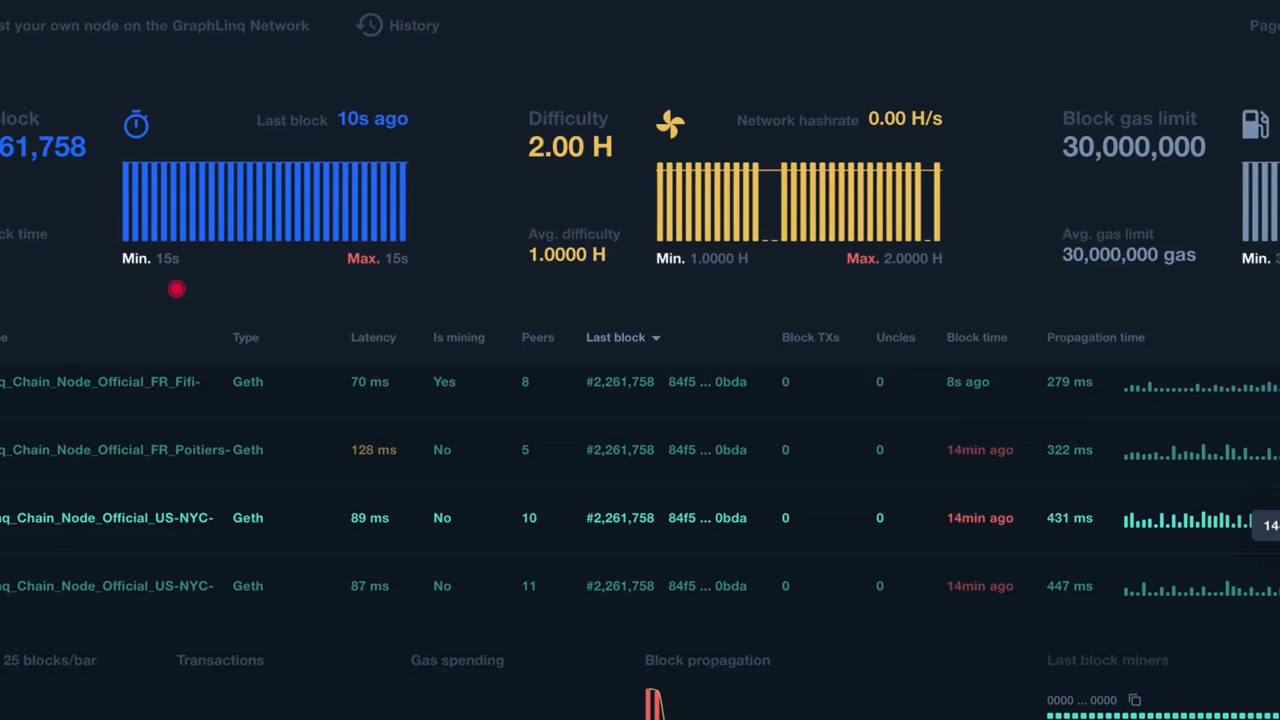 st your own node on the GraphLinq Network
History
Page
lock
61,758
Last block 10s ago
Difficulty
2.00 H
Network hashrate 0.00 H/s
Block gas limit
30,000,000
ck time
Min. 15s
Max. 15s
Avg. difficulty
1.0000 H
Min. 1.0000 H
Max. 2.0000 H
Avg. gas limit
30,000,000 gas
Min. 3
e Type Latency Is mining Peers Last block Block TXs Uncles Block time Propagation time
q_Chain_Node_Official_FR_Fifi- Geth 70 ms Yes 8 #2,261,758 84f5 ... 0bda 0 0 8s ago 279 ms
q_Chain_Node_Official_FR_Poitiers- Geth 128 ms No 5 #2,261,758 84f5 ... 0bda 0 0 14min ago 322 ms
nq_Chain_Node_Official_US-NYC- Geth 89 ms No 10 #2,261,758 84f5 ... 0bda 0 0 14min ago 431 ms
14
nq_Chain_Node_Official_US-NYC- Geth 87 ms No 11 #2,261,758 84f5 ... 0bda 0 0 14min ago 447 ms
25 blocks/bar
Transactions
Gas spending
Block propagation
Last block miners
0000 ... 0000